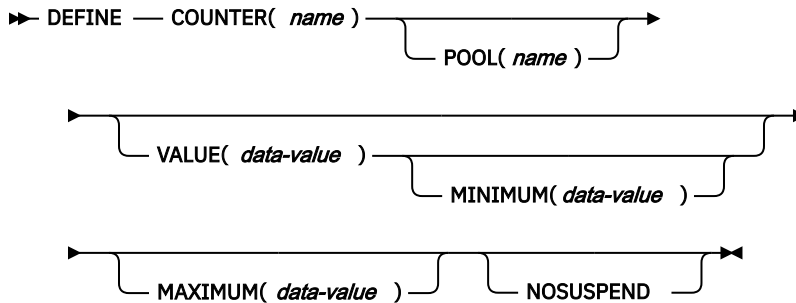 DEFINE COUNTER( name )
POOL( name )
VALUE( data-value )
MINIMUM( data-value )
MAXIMUM( data-value ) NOSUSPEND